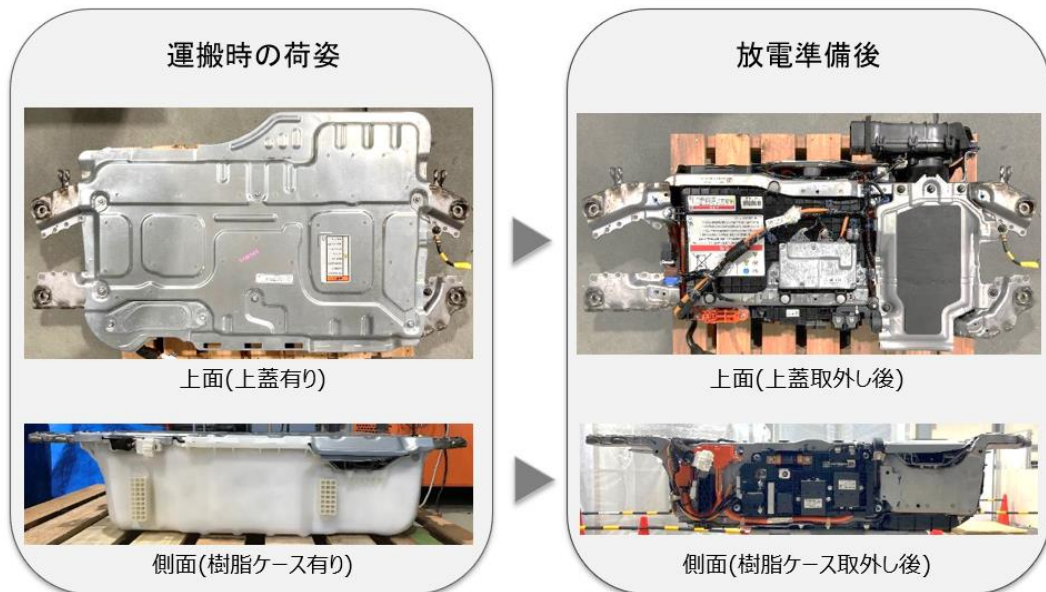 運搬時の荷姿
上面(上蓋有り)
側面(樹脂ケース有り)
放電準備後
上面(上蓋取外し後)
側面(樹脂ケース取外し後)